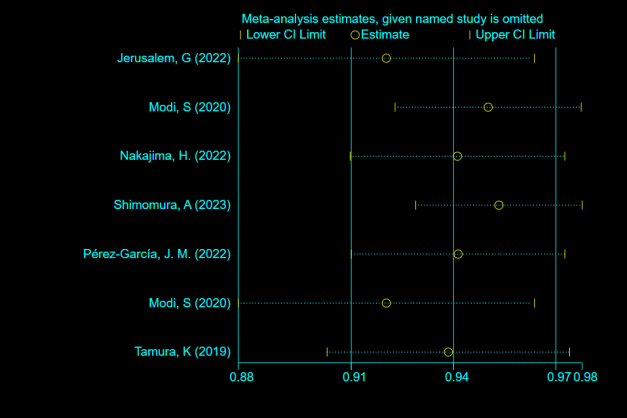 Meta-analysis estimates, given named study is omitted
Lower CI Limit Estimate Upper CI Limit
Jerusalem, G (2022)
Modi, S (2020)
Nakajima, H. (2022)
Shimomura, A (2023)
Pérez-García, J. M. (2022)
Modi, S (2020)
Tamura, K (2019)
0.88 0.91 0.94 0.97 0.98